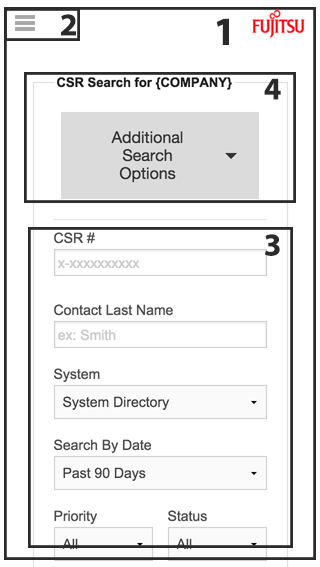 2
1
FUJITSU
CSR Search for {COMPANY}
4
Additional
Search
Options
CSR #
3
x-xxxxxxxxxx
Contact Last Name
ex: Smith
System
System Directory
Search By Date
Past 90 Days
Priority Status
All All